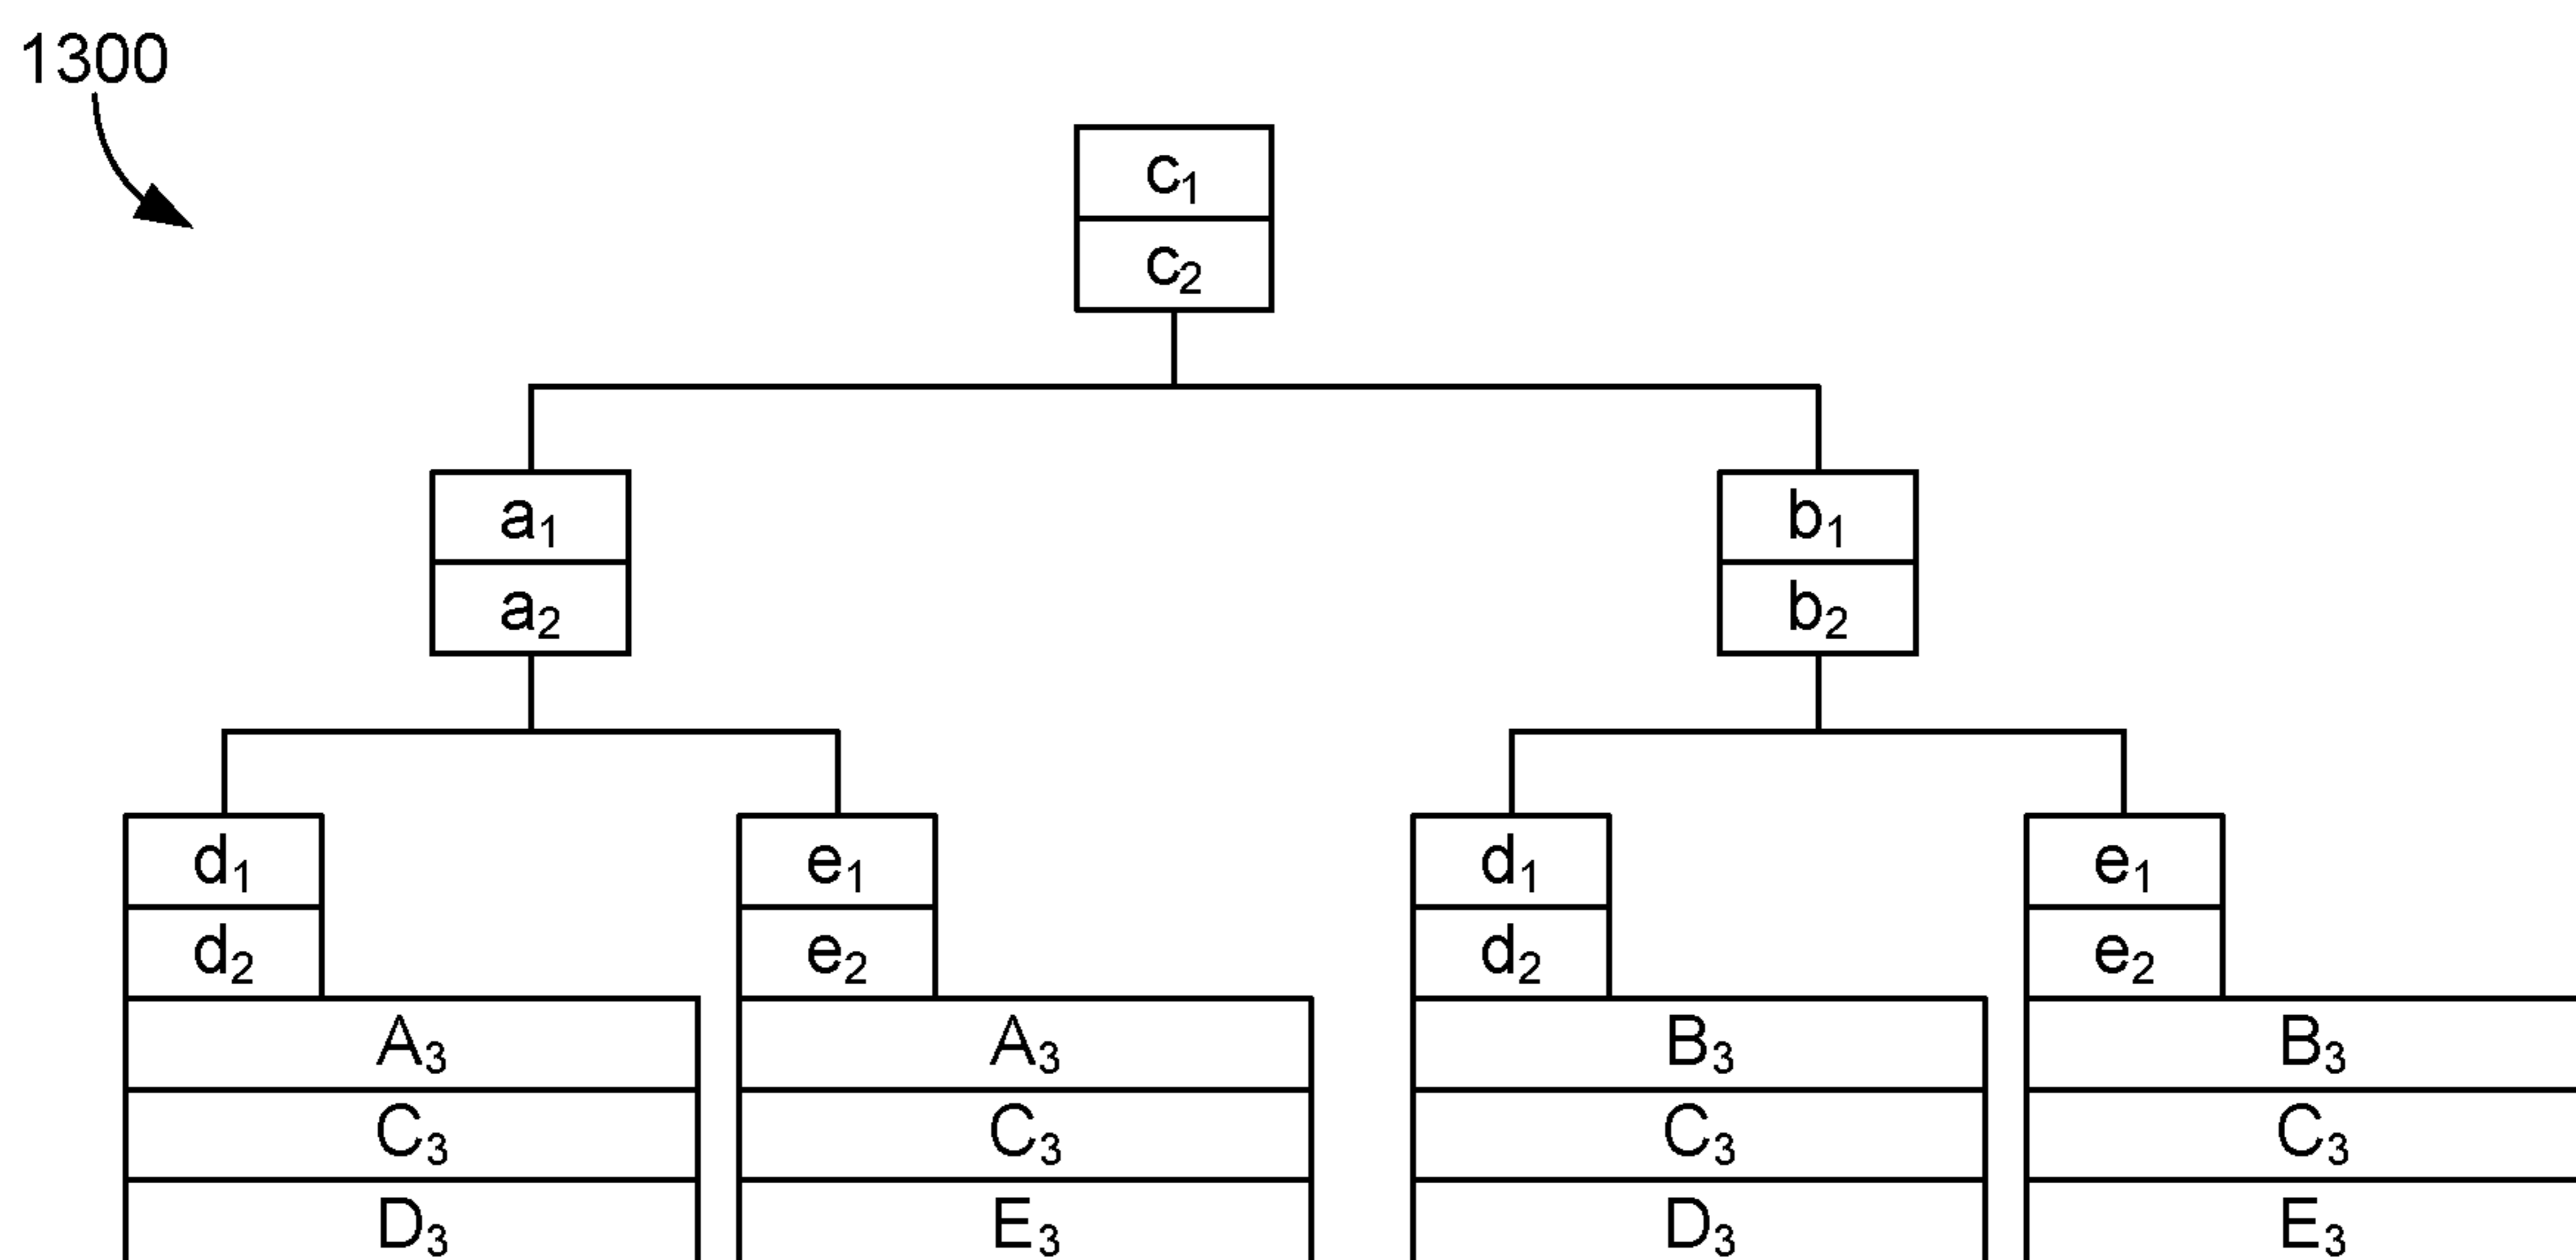 1300
c₁
c₂
a₁ b₁
a₂ b₂
d₁ e₁ d₁ e₁
d₂ e₂ d₂ e₂
A₃ A₃ B₃ B₃
C₃ C₃ C₃ C₃
D₃ E₃ D₃ E₃